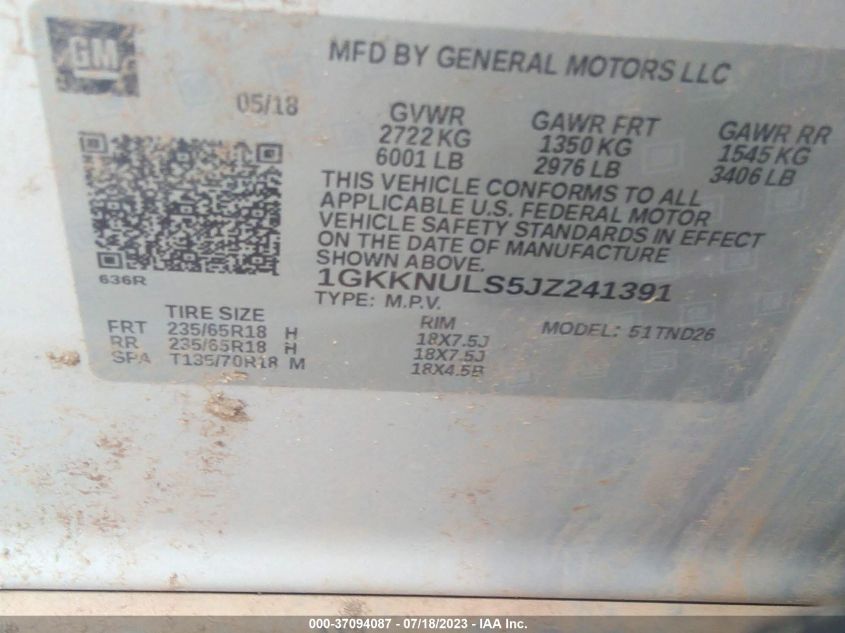 GM
MFD BY GENERAL MOTORS LLC
05/18
GVWR
2722 KG
6001 LB
GAWR FRT
1350 KG
2976 LB
GAWR RR
1545 KG
3406 LB
THIS VEHICLE CONFORMS TO ALL
APPLICABLE U.S. FEDERAL MOTOR
VEHICLE SAFETY STANDARDS IN EFFECT
ON THE DATE OF MANUFACTURE
SHOWN ABOVE.
636R
1GKKNULS5JZ241391
TYPE: M.P.V.
TIRE SIZE
RIM
MODEL: 51TND26
FRT 235/65R18 H 18X7.5J
RR 235/65R18 H 18X7.5J
SPA T135/70R18 M 18X4.5B
000-37094087 - 07/18/2023 - IAA, Inc.